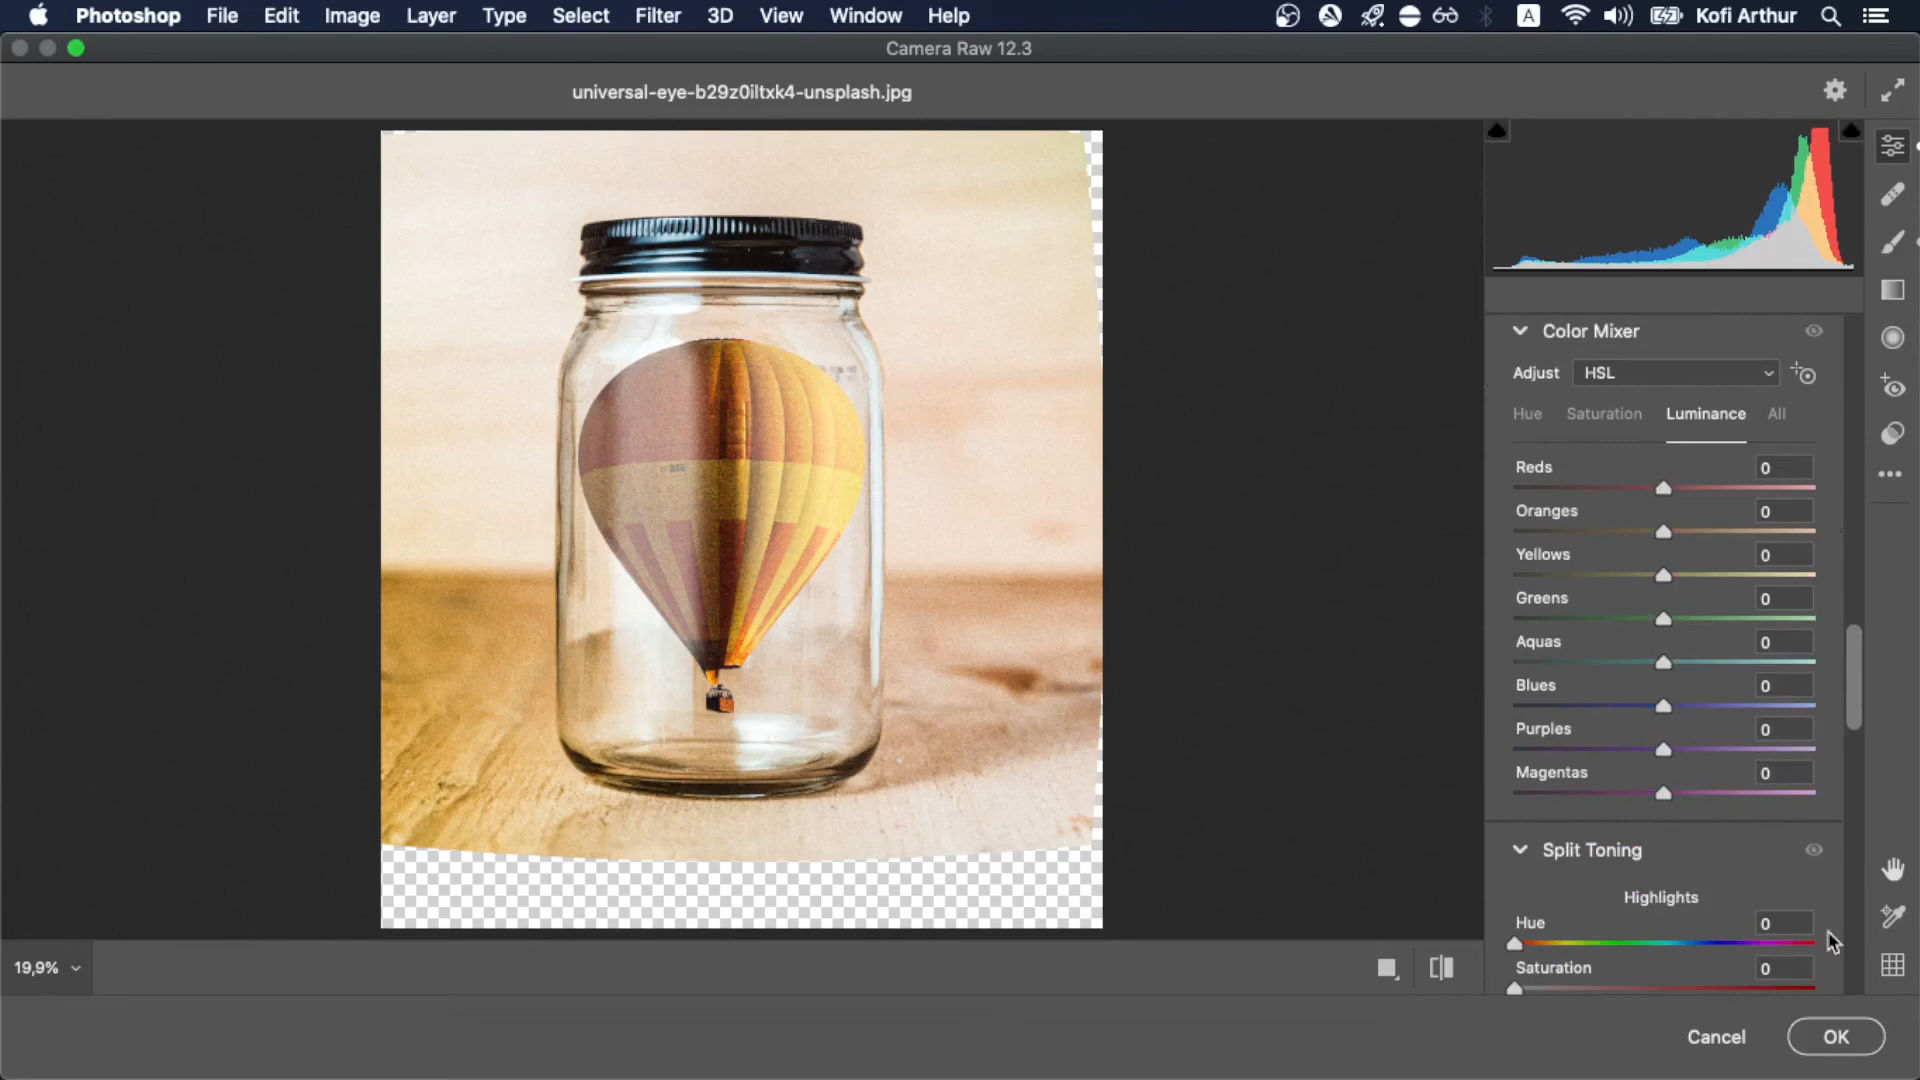 Photoshop File Edit Image Layer Type Select Filter 3D View Window Help A Kofi Arthur
Camera Raw 12.3
universal-eye-b29z0iltxk4-unsplash.jpg
Color Mixer
Adjust HSL
Hue Saturation Luminance All
Reds 0
Oranges 0
Yellows 0
Greens 0
Aquas 0
Blues 0
Purples 0
Magentas 0
Split Toning
Highlights
Hue 0
Saturation 0
19,9%
Cancel OK